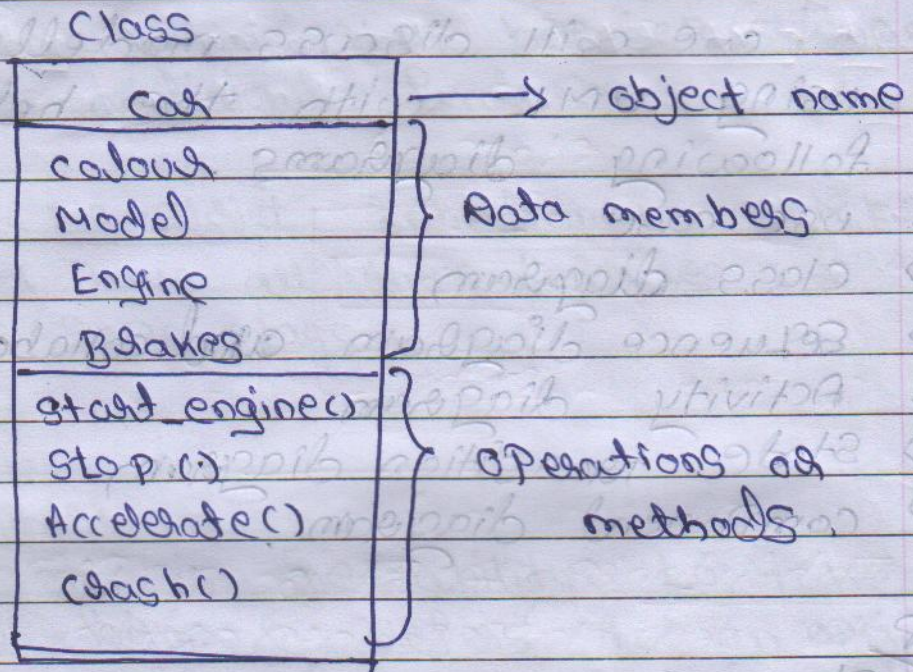 Class
car → object name
colour
Model
Data members
Engine
Brakes
start_engine()
Stop()
operations or
Accelerate()
methods.
crash()